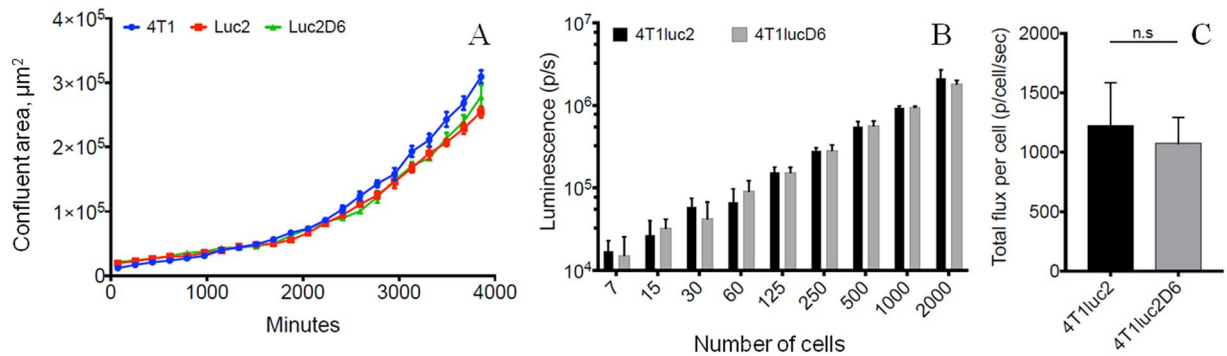 4×10⁵
3×10⁵
2×10⁵
1×10⁵
0
Confluent area, µm²
4T1 Luc2 Luc2D6
A
0 1000 2000 3000 4000
Minutes
10⁷
10⁶
10⁵
10⁴
Luminescence (p/s)
4T1luc2 4T1lucD6
B
7 15 30 60 125 250 500 1000 2000
Number of cells
C
n.s
2000
1500
1000
500
0
Total flux per cell (p/cell/sec)
4T1luc2 4T1luc2D6